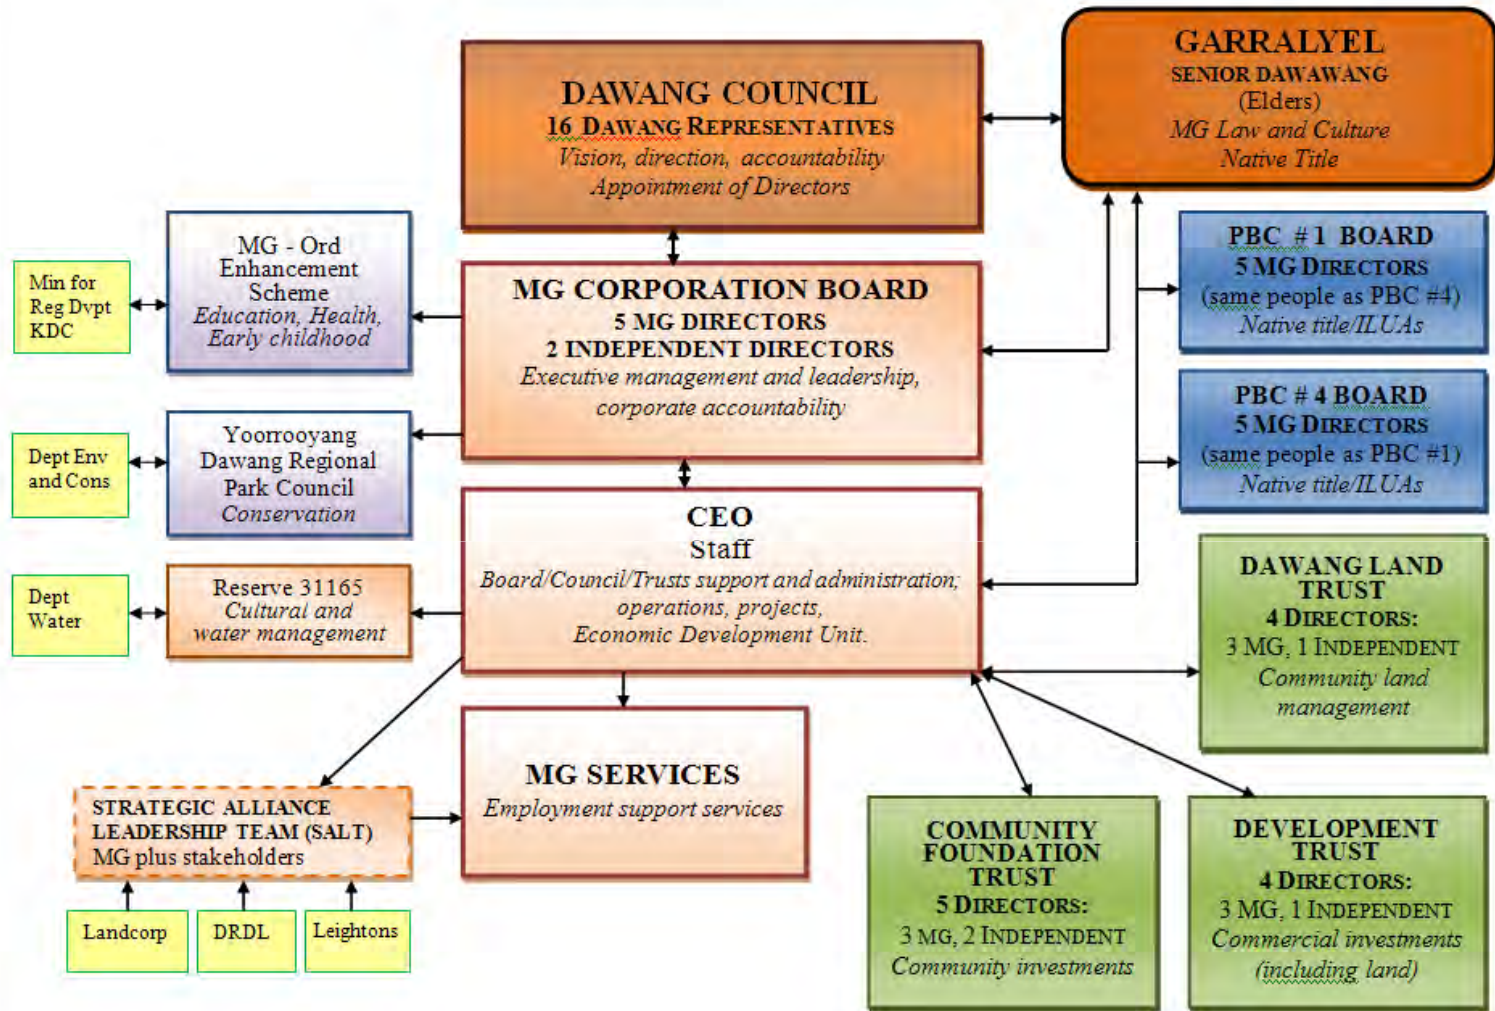 DAWANG COUNCIL
16 DAWANG REPRESENTATIVES
Vision, direction, accountability
Appointment of Directors
GARRALYEL
SENIOR DAWAWANG
(Elders)
MG Law and Culture
Native Title
MG - Ord
Enhancement
Scheme
Education, Health,
Early childhood
Min for
Reg Dvpt
KDC
MG CORPORATION BOARD
5 MG DIRECTORS
2 INDEPENDENT DIRECTORS
Executive management and leadership,
corporate accountability
PBC # 1 BOARD
5 MG DIRECTORS
(same people as PBC #4)
Native title/ILUAs
PBC # 4 BOARD
5 MG DIRECTORS
(same people as PBC #1)
Native title/ILUAs
Dept Env
and Cons
Yoorrooyang
Dawang Regional
Park Council
Conservation
CEO
Staff
Board/Council/Trusts support and administration;
operations, projects,
Economic Development Unit.
Dept
Water
Reserve 31165
Cultural and
water management
DAWANG LAND
TRUST
4 DIRECTORS:
3 MG, 1 INDEPENDENT
Community land
management
MG SERVICES
Employment support services
STRATEGIC ALLIANCE
LEADERSHIP TEAM (SALT)
MG plus stakeholders
Landcorp
DRDL
Leightons
COMMUNITY
FOUNDATION
TRUST
5 DIRECTORS:
3 MG, 2 INDEPENDENT
Community investments
DEVELOPMENT
TRUST
4 DIRECTORS:
3 MG, 1 INDEPENDENT
Commercial investments
(including land)